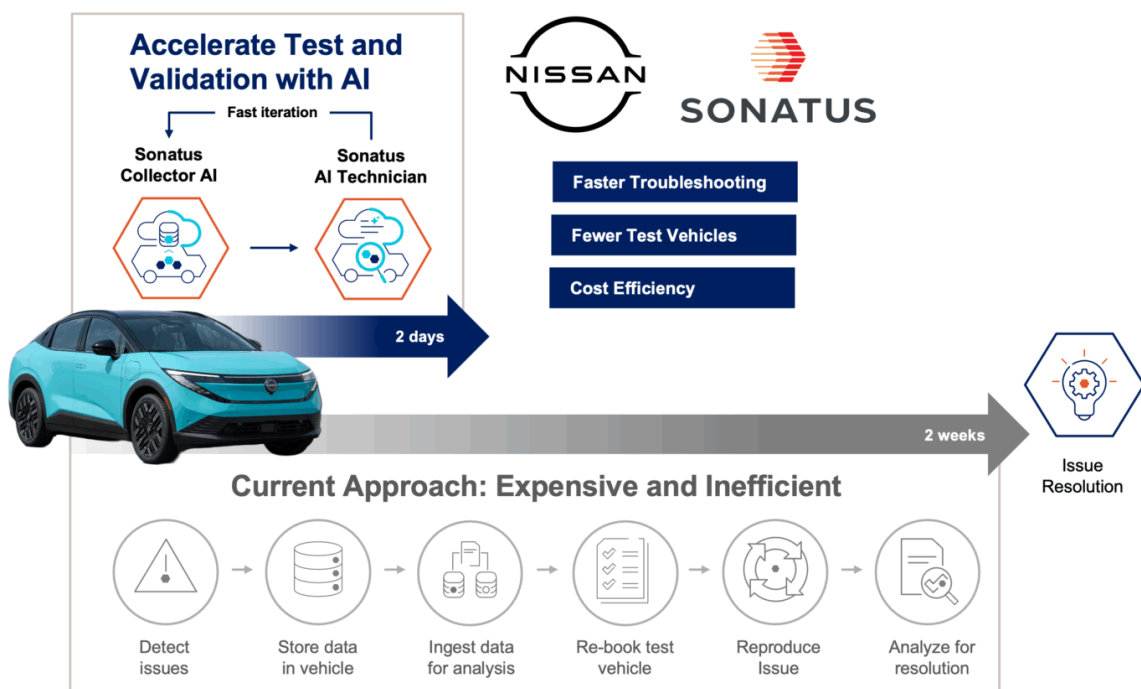 Accelerate Test and
Validation with AI
Fast iteration
Sonatus
Collector AI
Sonatus
AI Technician
2 days
NISSAN
SONATUS
Faster Troubleshooting
Fewer Test Vehicles
Cost Efficiency
2 weeks
Issue
Resolution
Current Approach: Expensive and Inefficient
Detect
issues
Store data
in vehicle
Ingest data
for analysis
Re-book test
vehicle
Reproduce
Issue
Analyze for
resolution